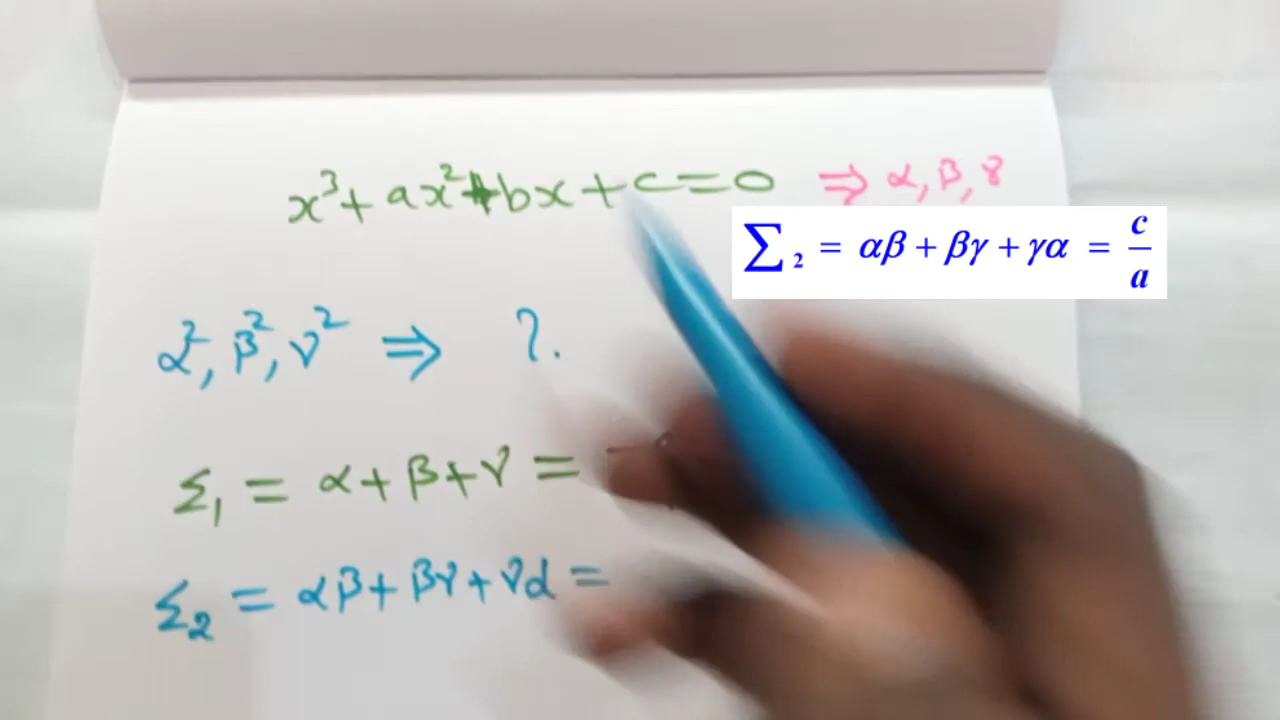 x³ + ax² + bx + c = 0 ⇒ α, β, γ
∑₂ = αβ + βγ + γα = c/a
α², β², γ² ⇒ ?.
Σ₁ = α + β + γ =
Σ₂ = αβ + βγ + γα =